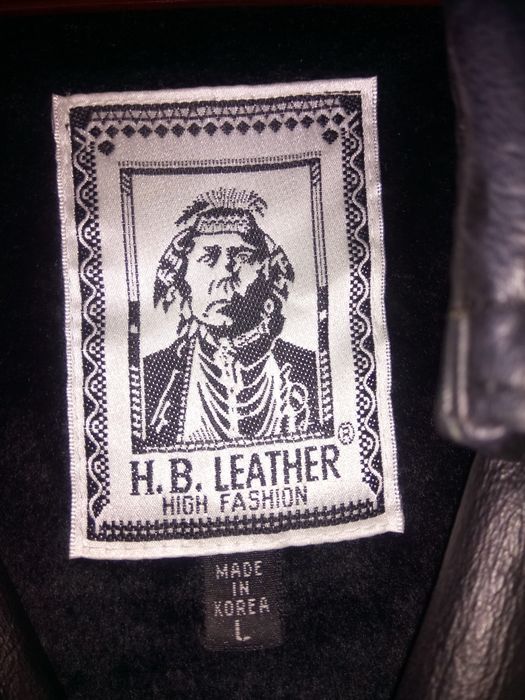 ®
H. B. LEATHER
HIGH FASHION
MADE
IN
KOREA
L